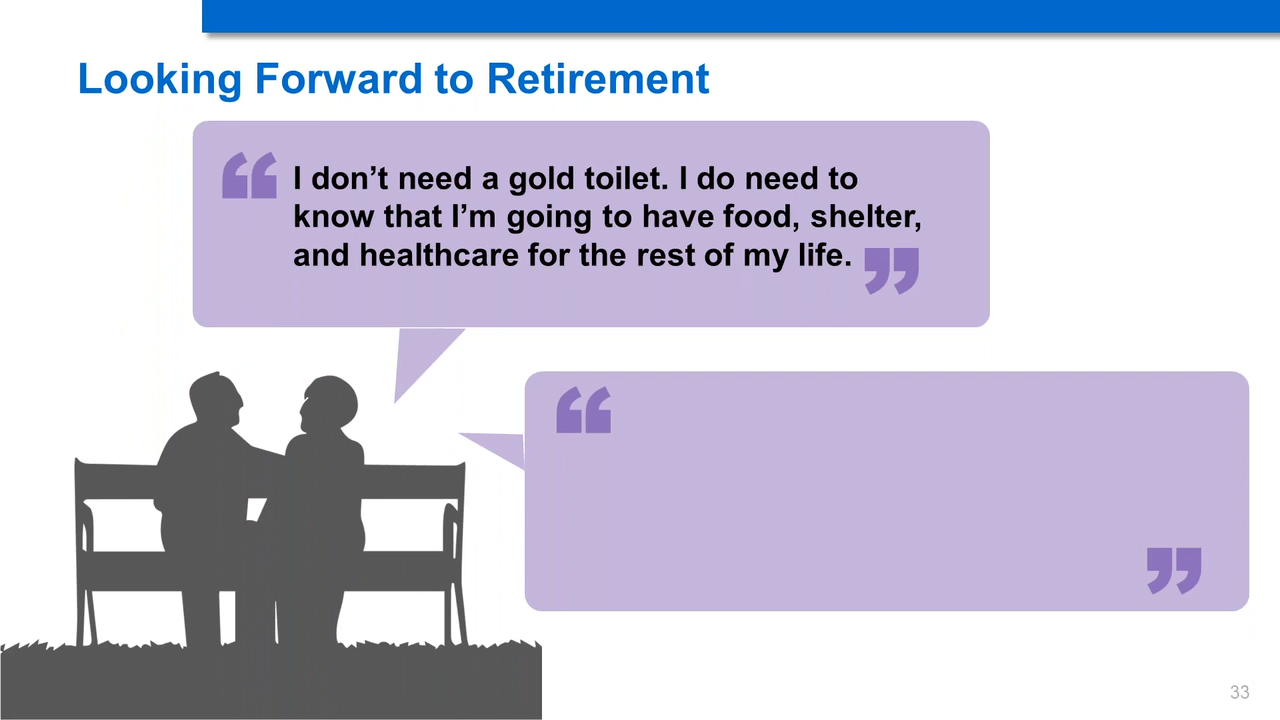 Looking Forward to Retirement
“ I don’t need a gold toilet. I do need to
know that I’m going to have food, shelter,
and healthcare for the rest of my life. ”
“
”
33